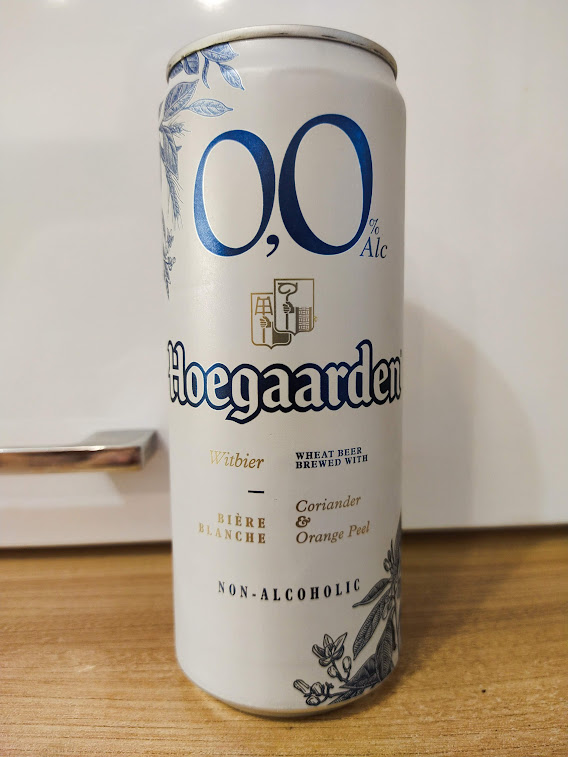 0,0
% Alc
Hoegaarden
Witbier
BIÈRE
BLANCHE
WHEAT BEER
BREWED WITH
Coriander
&
Orange Peel
NON-ALCOHOLIC